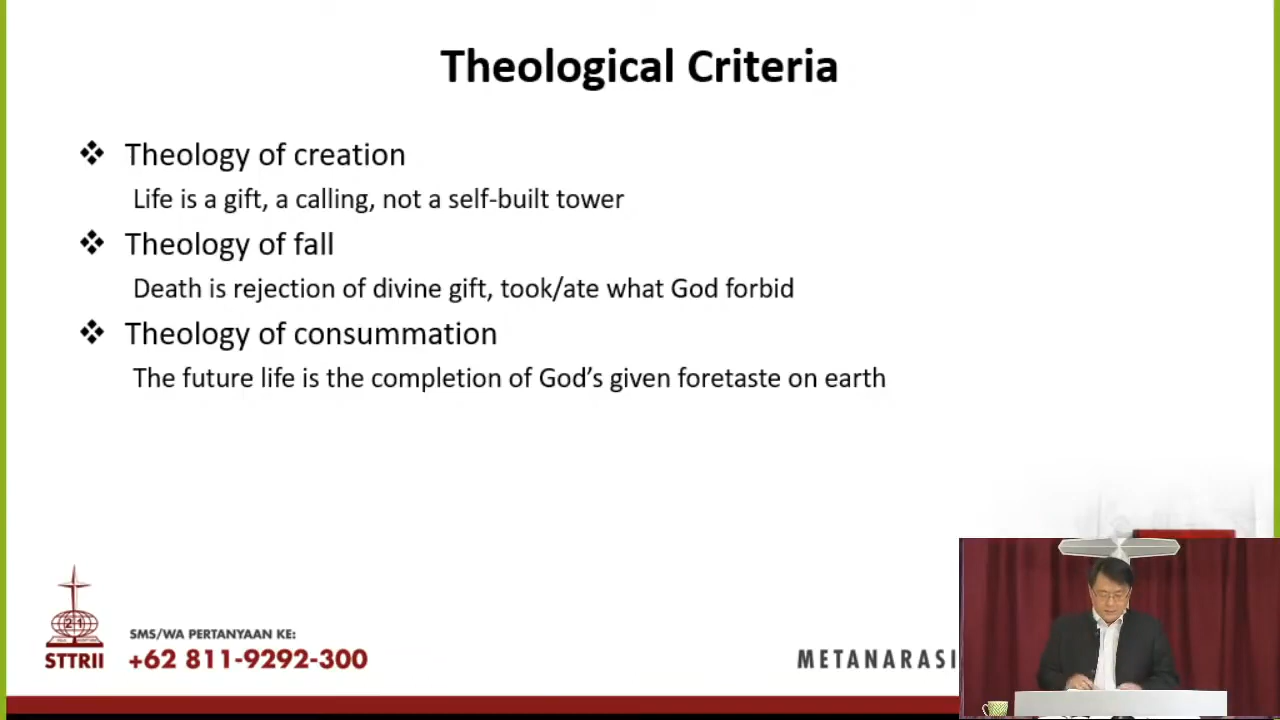 Theological Criteria
❖ Theology of creation
Life is a gift, a calling, not a self-built tower
❖ Theology of fall
Death is rejection of divine gift, took/ate what God forbid
❖ Theology of consummation
The future life is the completion of God's given foretaste on earth
21
STTRII
SMS/WA PERTANYAAN KE:
+62 811-9292-300
METANARASI